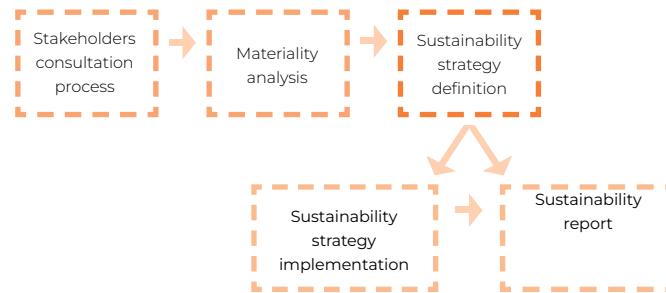 Stakeholders
consultation
process
Materiality
analysis
Sustainability
strategy
definition
Sustainability
strategy
implementation
Sustainability
report